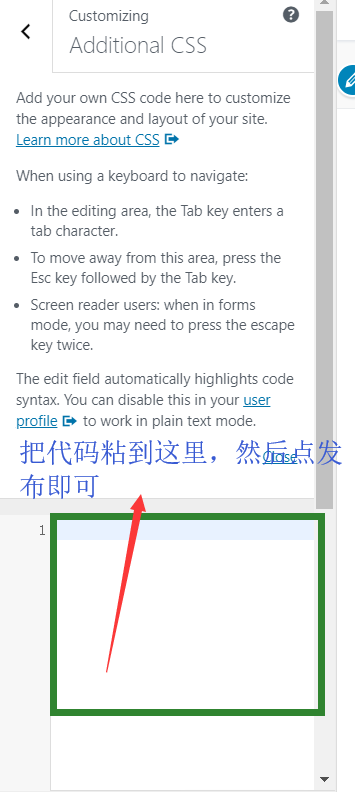 Customizing
Additional CSS
Add your own CSS code here to customize
the appearance and layout of your site.
Learn more about CSS
When using a keyboard to navigate:
• In the editing area, the Tab key enters a
tab character.
• To move away from this area, press the
Esc key followed by the Tab key.
• Screen reader users: when in forms
mode, you may need to press the escape
key twice.
The edit field automatically highlights code
syntax. You can disable this in your user
profile to work in plain text mode.
Close
把代码粘到这里，然后点发
布即可
1